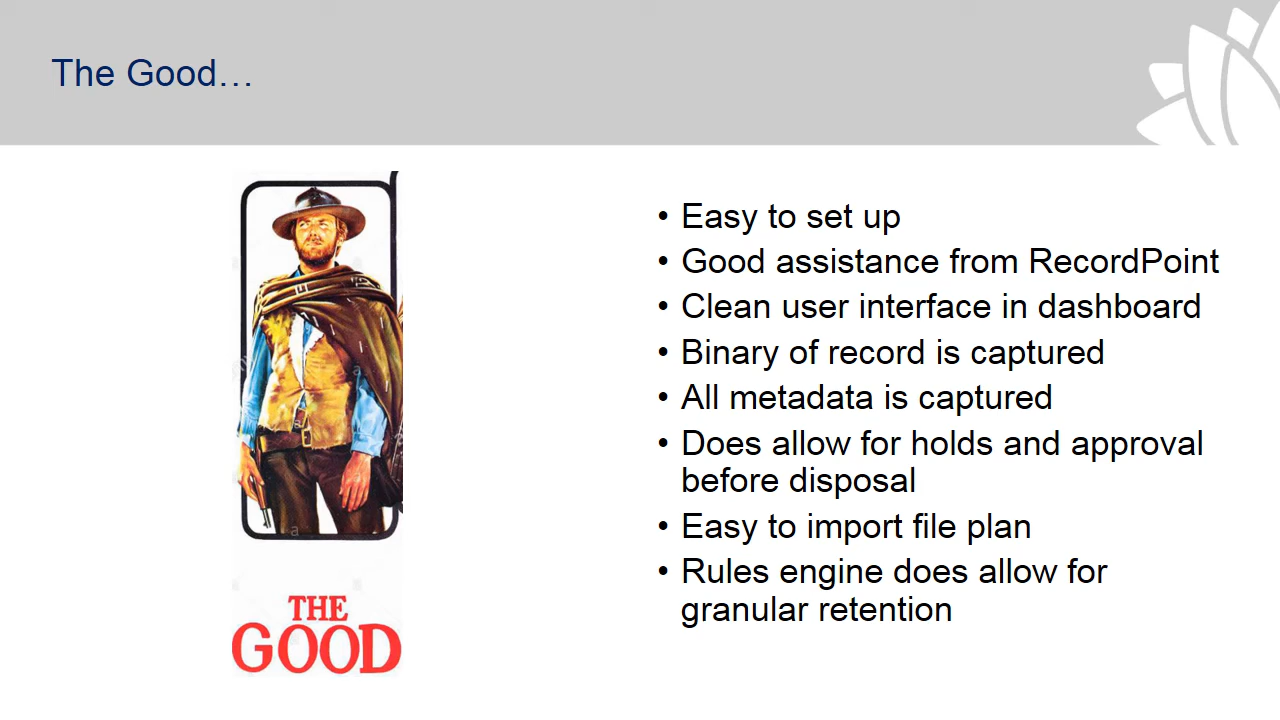 The Good…
• Easy to set up
• Good assistance from RecordPoint
• Clean user interface in dashboard
• Binary of record is captured
• All metadata is captured
• Does allow for holds and approval
before disposal
• Easy to import file plan
• Rules engine does allow for
granular retention
THE
GOOD